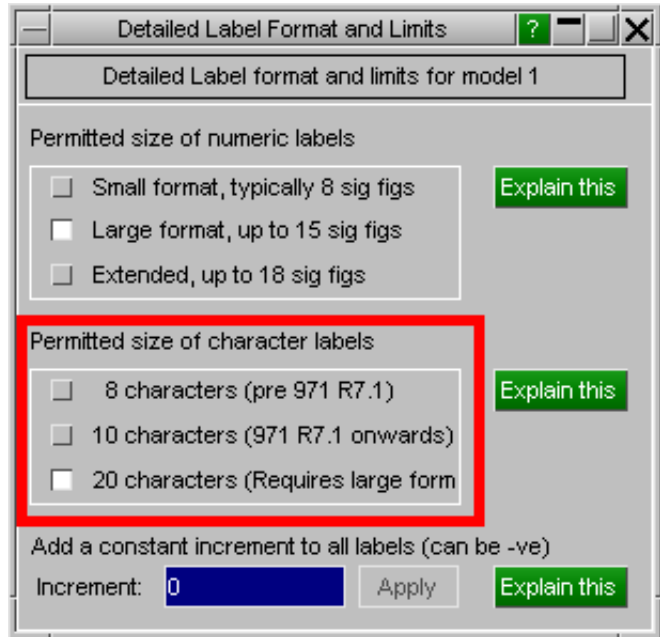 Detailed Label Format and Limits ?
Detailed Label format and limits for model 1
Permitted size of numeric labels
Small format, typically 8 sig figs
Explain this
Large format, up to 15 sig figs
Extended, up to 18 sig figs
Permitted size of character labels
8 characters (pre 971 R7.1)
Explain this
10 characters (971 R7.1 onwards)
20 characters (Requires large form
Add a constant increment to all labels (can be -ve)
Increment: 0 Apply Explain this